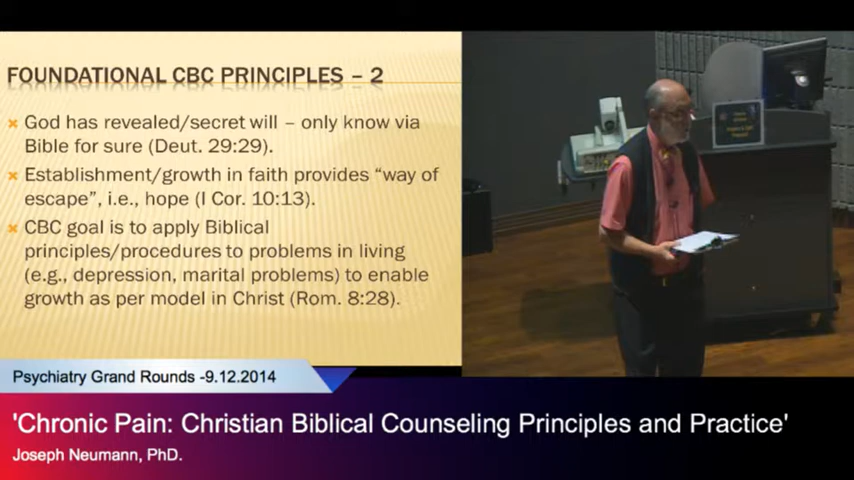 FOUNDATIONAL CBC PRINCIPLES – 2
× God has revealed/secret will – only know via
Bible for sure (Deut. 29:29).
× Establishment/growth in faith provides “way of
escape”, i.e., hope (I Cor. 10:13).
× CBC goal is to apply Biblical
principles/procedures to problems in living
(e.g., depression, marital problems) to enable
growth as per model in Christ (Rom. 8:28).
Psychiatry Grand Rounds -9.12.2014
'Chronic Pain: Christian Biblical Counseling Principles and Practice'
Joseph Neumann, PhD.